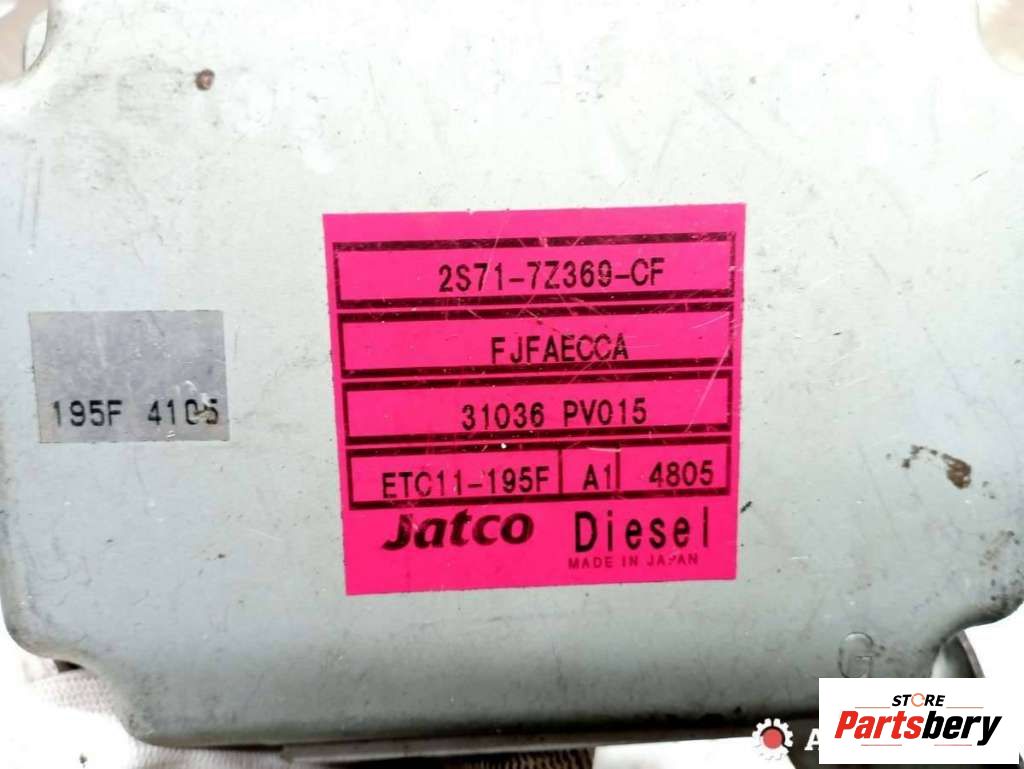 2S71-7Z369-CF
FJFAECCA
195F 4105
31036 PV015
ETC11-195F A1 4805
Jatco Diesel
MADE IN JAPAN
G
STORE
Partsbery
A